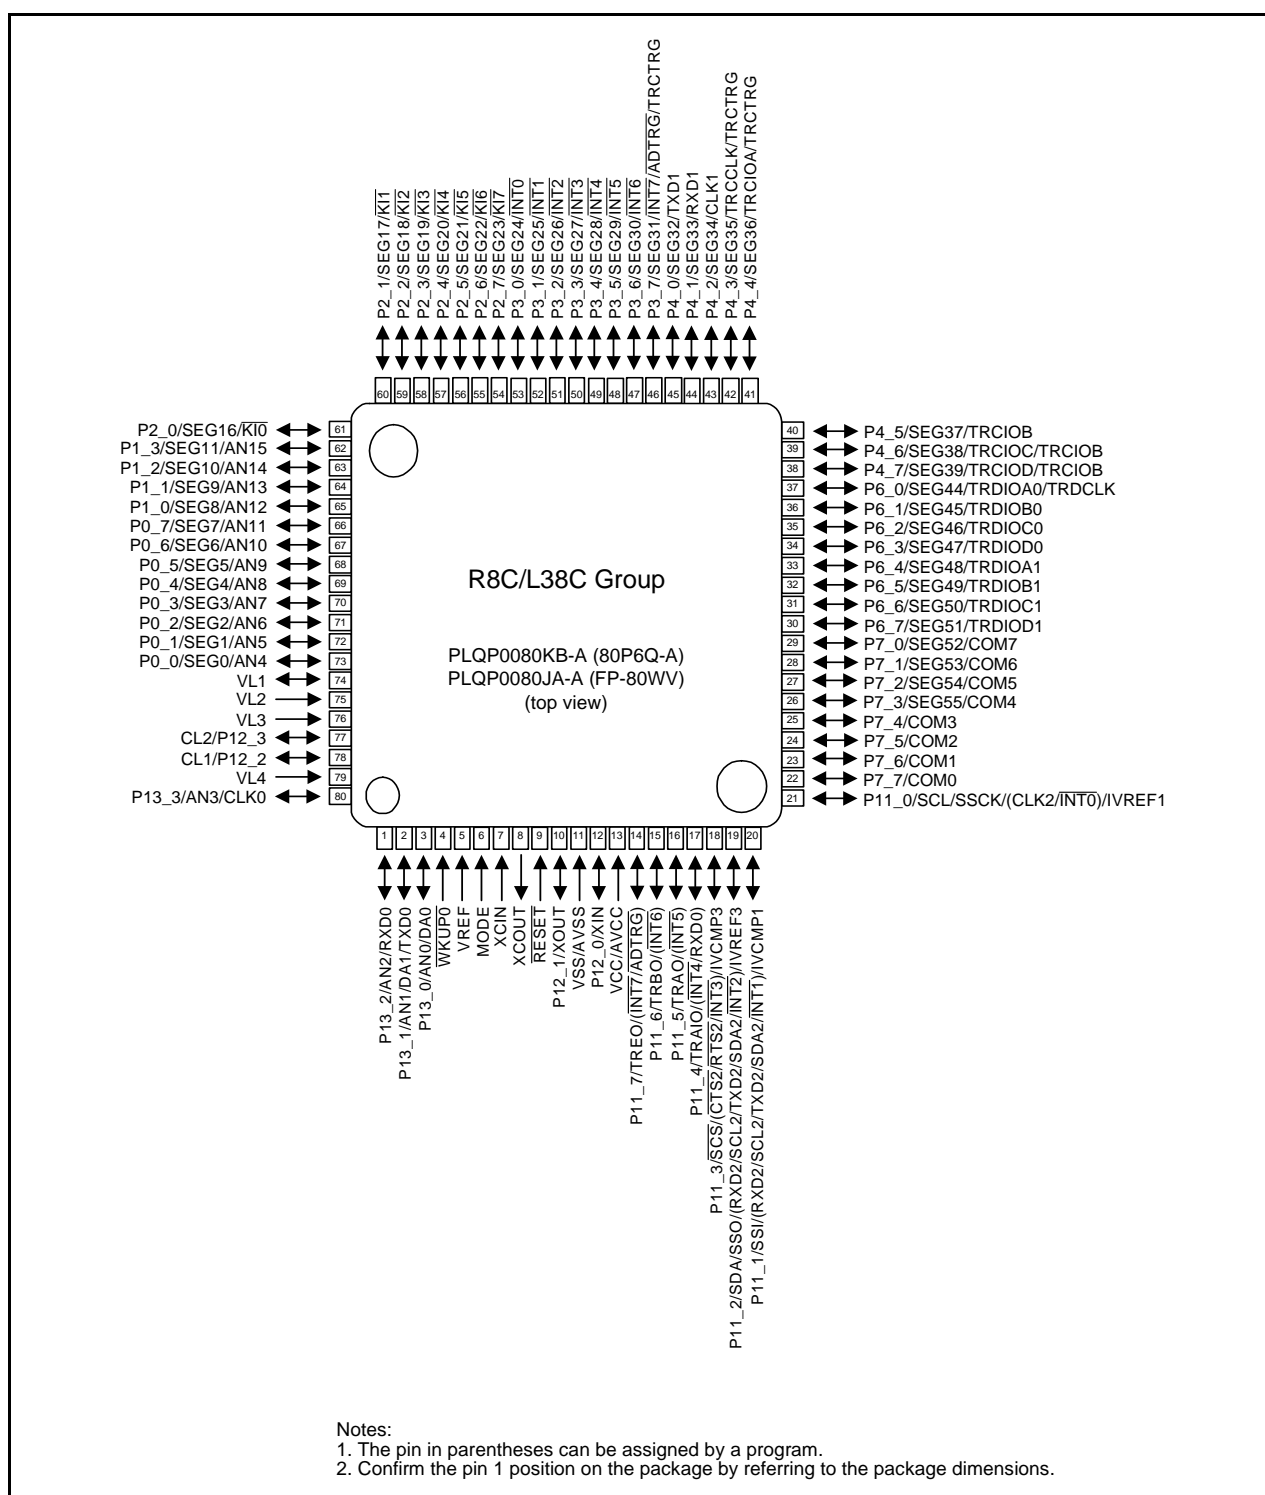 P2_1/SEG17/KI1
P2_2/SEG18/KI2
P2_3/SEG19/KI3
P2_4/SEG20/KI4
P2_5/SEG21/KI5
P2_6/SEG22/KI6
P2_7/SEG23/KI7
P3_0/SEG24/INT0
P3_1/SEG25/INT1
P3_2/SEG26/INT2
P3_3/SEG27/INT3
P3_4/SEG28/INT4
P3_5/SEG29/INT5
P3_6/SEG30/INT6
P3_7/SEG31/INT7/ADTRG/TRCTRG
P4_0/SEG32/TXD1
P4_1/SEG33/RXD1
P4_2/SEG34/CLK1
P4_3/SEG35/TRCCLK/TRCTRG
P4_4/SEG36/TRCIOA/TRCTRG
60 59 58 57 56 55 54 53 52 51 50 49 48 47 46 45 44 43 42 41
P2_0/SEG16/KI0 61
P1_3/SEG11/AN15 62
P1_2/SEG10/AN14 63
P1_1/SEG9/AN13 64
P1_0/SEG8/AN12 65
P0_7/SEG7/AN11 66
P0_6/SEG6/AN10 67
P0_5/SEG5/AN9 68
P0_4/SEG4/AN8 69
P0_3/SEG3/AN7 70
P0_2/SEG2/AN6 71
P0_1/SEG1/AN5 72
P0_0/SEG0/AN4 73
VL1 74
VL2 75
VL3 76
CL2/P12_3 77
CL1/P12_2 78
VL4 79
P13_3/AN3/CLK0 80
R8C/L38C Group
PLQP0080KB-A (80P6Q-A)
PLQP0080JA-A (FP-80WV)
(top view)
40 P4_5/SEG37/TRCIOB
39 P4_6/SEG38/TRCIOC/TRCIOB
38 P4_7/SEG39/TRCIOD/TRCIOB
37 P6_0/SEG44/TRDIOA0/TRDCLK
36 P6_1/SEG45/TRDIOB0
35 P6_2/SEG46/TRDIOC0
34 P6_3/SEG47/TRDIOD0
33 P6_4/SEG48/TRDIOA1
32 P6_5/SEG49/TRDIOB1
31 P6_6/SEG50/TRDIOC1
30 P6_7/SEG51/TRDIOD1
29 P7_0/SEG52/COM7
28 P7_1/SEG53/COM6
27 P7_2/SEG54/COM5
26 P7_3/SEG55/COM4
25 P7_4/COM3
24 P7_5/COM2
23 P7_6/COM1
22 P7_7/COM0
21 P11_0/SCL/SSCK/(CLK2/INT0)/IVREF1
1 2 3 4 5 6 7 8 9 10 11 12 13 14 15 16 17 18 19 20
P13_2/AN2/RXD0
P13_1/AN1/DA1/TXD0
P13_0/AN0/DA0
WKUP0
VREF
MODE
XCIN
XCOUT
RESET
P12_1/XOUT
VSS/AVSS
P12_0/XIN
VCC/AVCC
P11_7/TREO/(INT7/ADTRG)
P11_6/TRBO/(INT6)
P11_5/TRAO/(INT5)
P11_4/TRAIO/(INT4/RXD0)
P11_3/SCS/(CTS2/RTS2/INT3)/IVCMP3
P11_2/SDA/SSO/(RXD2/SCL2/TXD2/SDA2/INT2)/IVREF3
P11_1/SSI/(RXD2/SCL2/TXD2/SDA2/INT1)/IVCMP1
Notes:
1. The pin in parentheses can be assigned by a program.
2. Confirm the pin 1 position on the package by referring to the package dimensions.